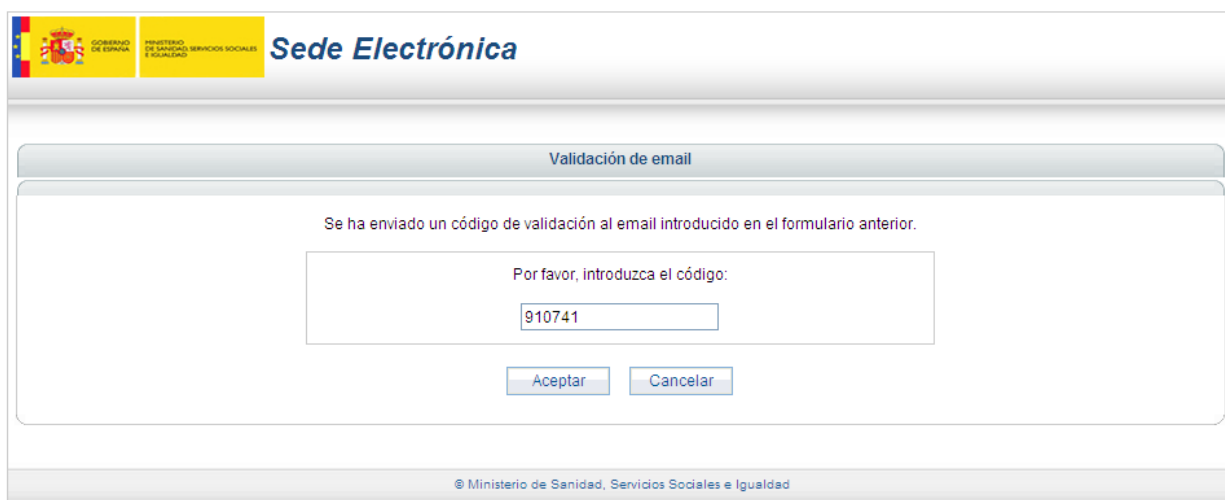 GOBIERNO
DE ESPAÑA
MINISTERIO
DE SANIDAD, SERVICIOS SOCIALES
E IGUALDAD
Sede Electrónica
Validación de email
Se ha enviado un código de validación al email introducido en el formulario anterior.
Por favor, introduzca el código:
910741
Aceptar Cancelar
© Ministerio de Sanidad, Servicios Sociales e Igualdad